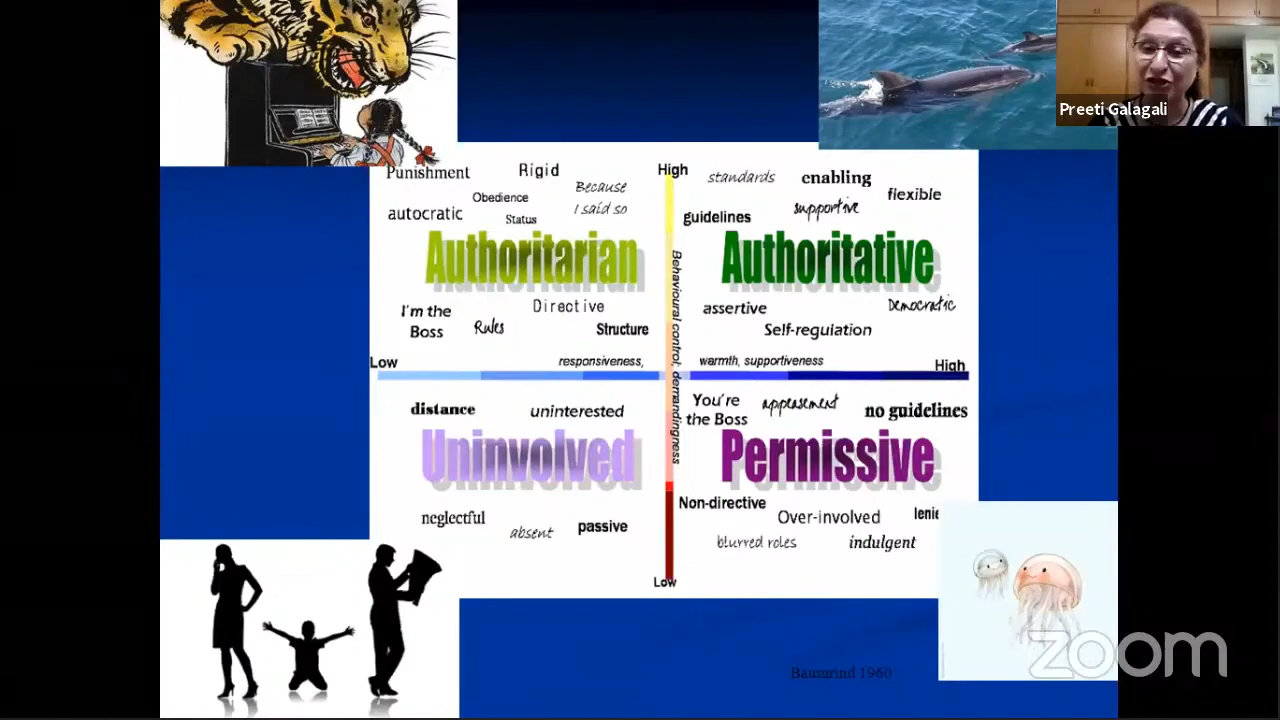 Preeti Galagali
Punishment
Rigid
Because
I said so
Obedience
autocratic
Status
Authoritarian
I'm the
Boss
Rules
Directive
Structure
High
standards
enabling
flexible
supportive
guidelines
Authoritative
assertive
Democratic
Self-regulation
Behavioural control, demandingness
Low
responsiveness,
warmth, supportiveness
High
distance
uninterested
Uninvolved
neglectful
absent
passive
You're
the Boss
appeasement
no guidelines
Permissive
Non-directive
Over-involved
blurred roles
indulgent
Low
Baumrind 1960
zoom